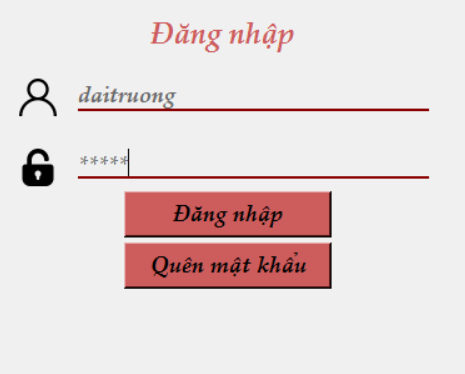 Đăng nhập
daitruong
*****
Đăng nhập
Quên mật khẩu